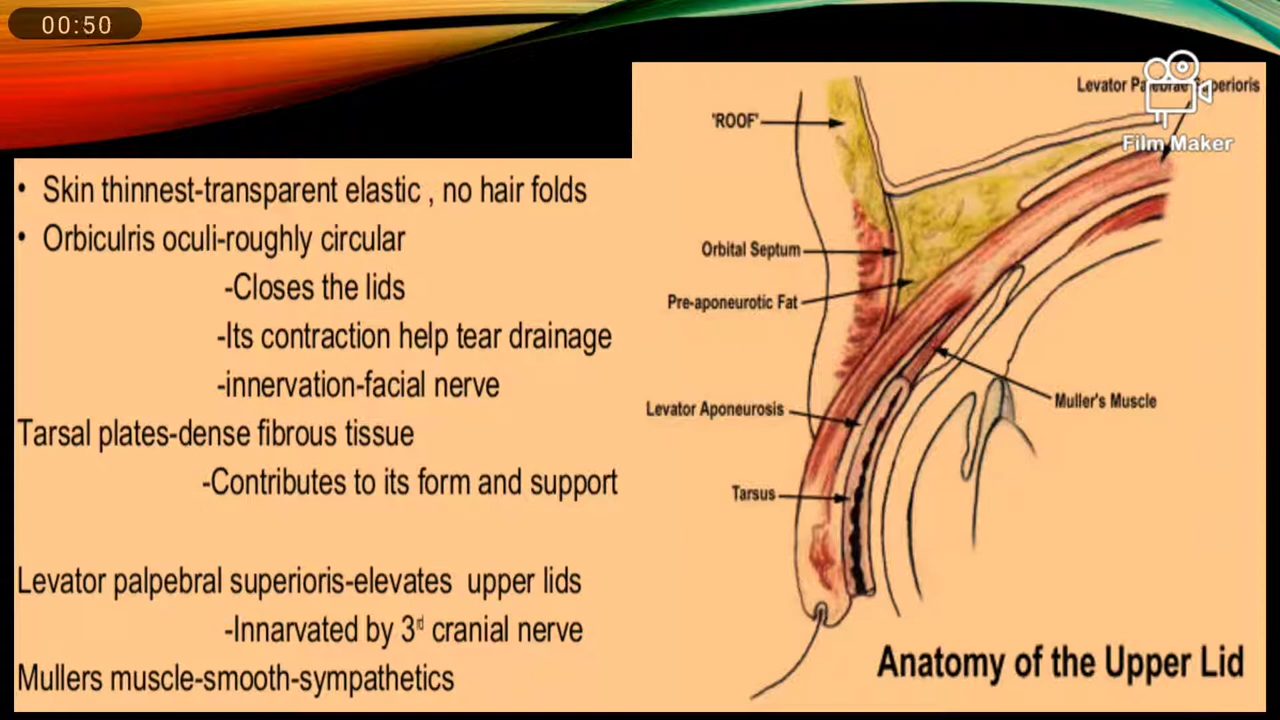 00:50
• Skin thinnest-transparent elastic , no hair folds
• Orbiculris oculi-roughly circular
-Closes the lids
-Its contraction help tear drainage
-innervation-facial nerve
Tarsal plates-dense fibrous tissue
-Contributes to its form and support
Levator palpebral superioris-elevates upper lids
-Innarvated by 3rd cranial nerve
Mullers muscle-smooth-sympathetics
Levator Palebrae Superioris
Film Maker
'ROOF'
Orbital Septum
Pre-aponeurotic Fat
Levator Aponeurosis
Muller's Muscle
Tarsus
Anatomy of the Upper Lid